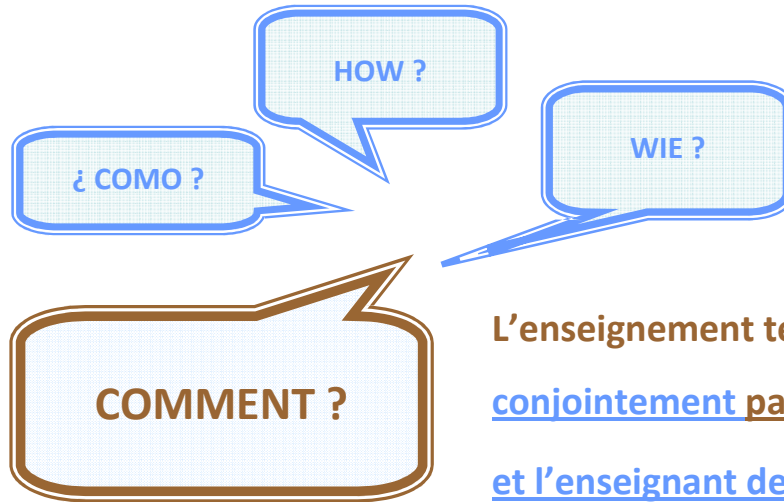 HOW ?
WIE ?
¿ COMO ?
COMMENT ?
L’enseignement te
conjointement pa
et l’enseignant de